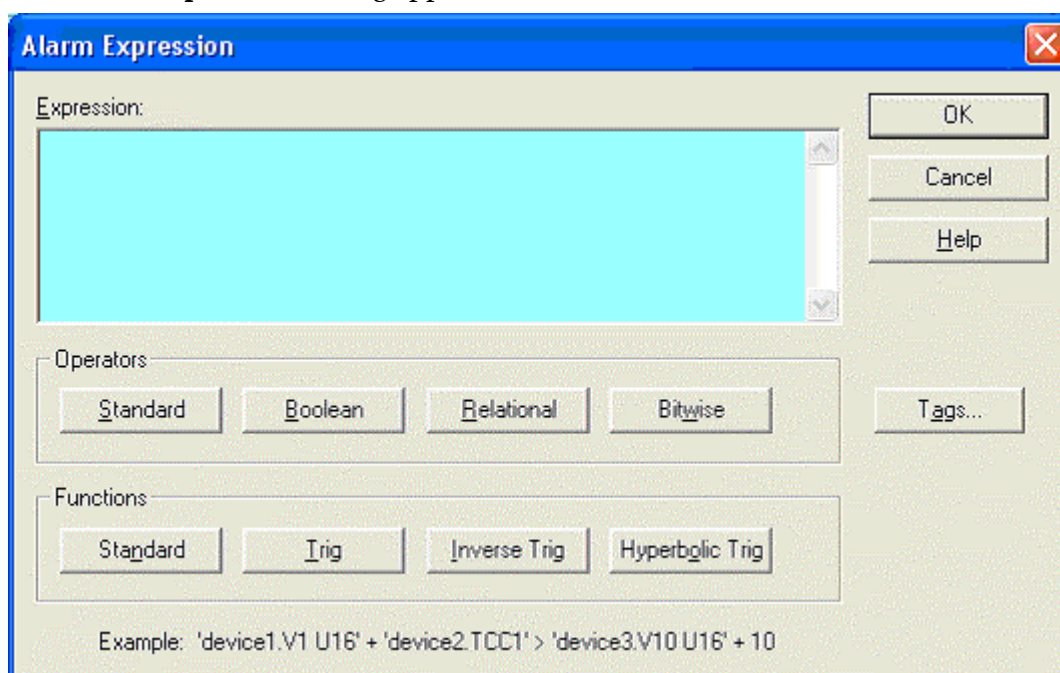 Alarm Expression
Expression:
OK
Cancel
Help
Operators
Standard
Boolean
Relational
Bitwise
Tags...
Functions
Standard
Trig
Inverse Trig
Hyperbolic Trig
Example: 'device1.V1 U16' + 'device2.TCC1' > 'device3.V10 U16' + 10